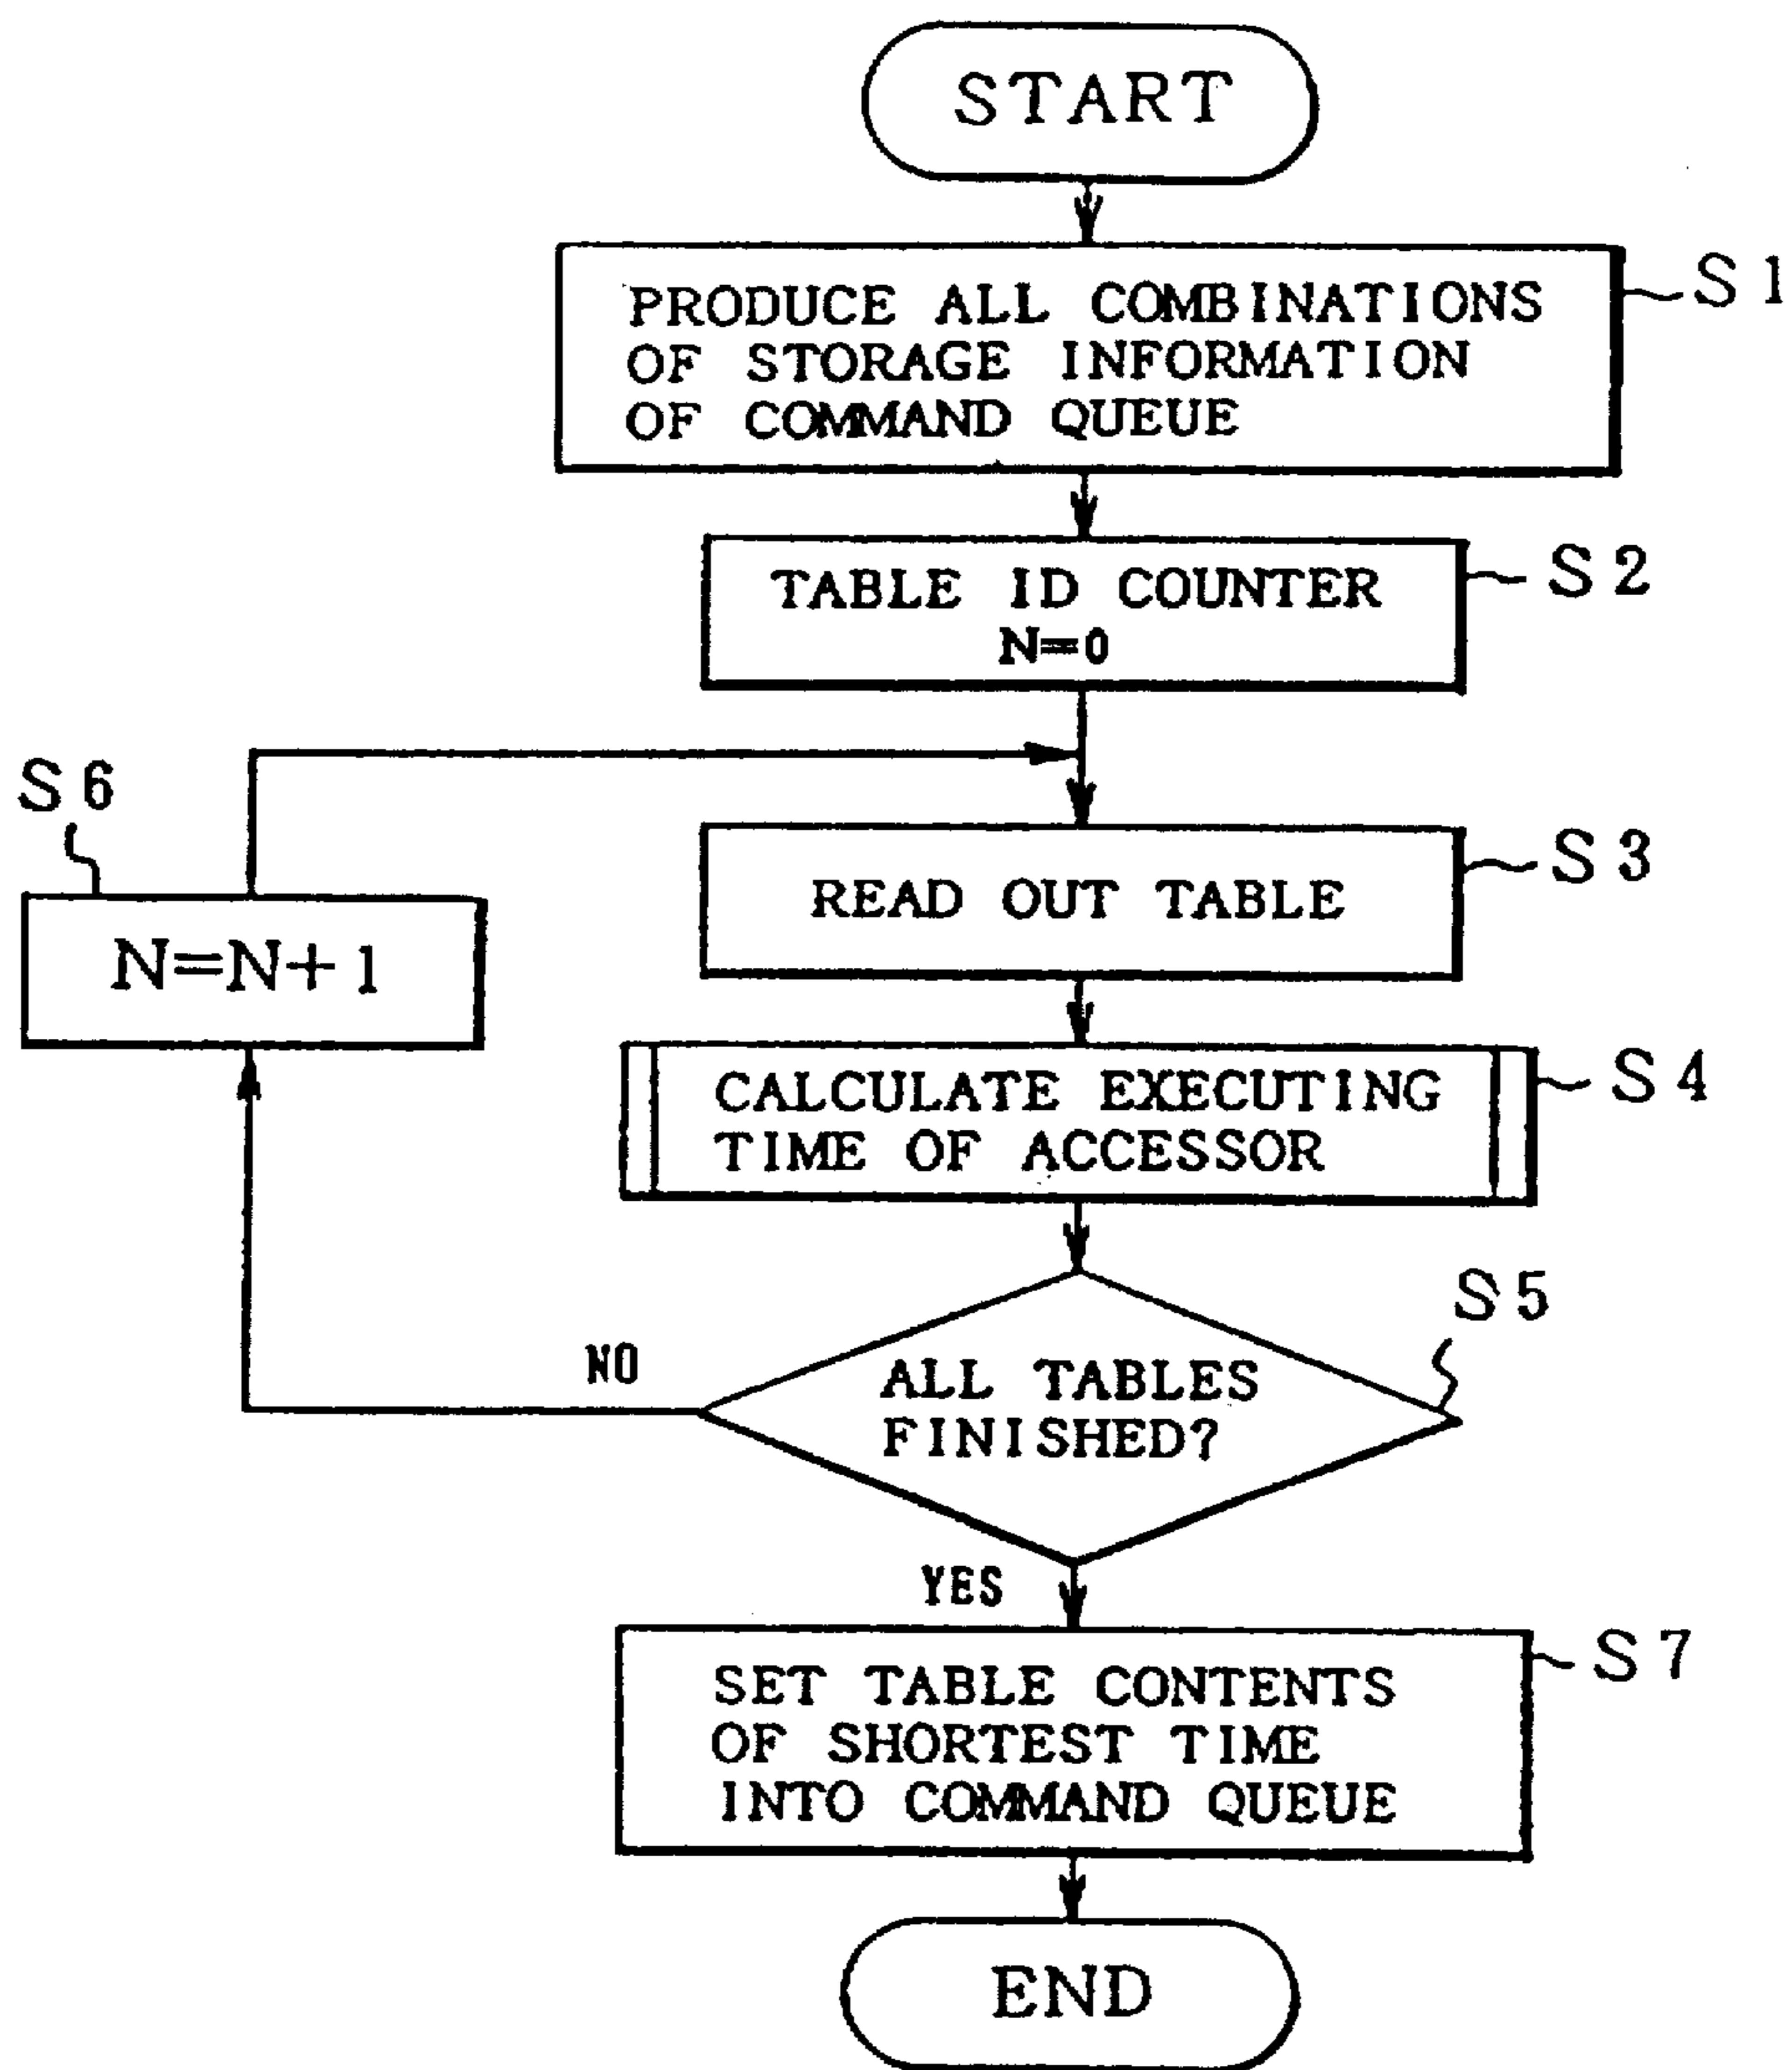 START
PRODUCE ALL COMBINATIONS
OF STORAGE INFORMATION
OF COMMAND QUEUE
S1
TABLE ID COUNTER
N=0
S2
S6
N=N+1
READ OUT TABLE
S3
CALCULATE EXECUTING
TIME OF ACCESSOR
S4
S5
NO
ALL TABLES
FINISHED?
YES
SET TABLE CONTENTS
OF SHORTEST TIME
INTO COMMAND QUEUE
S7
END